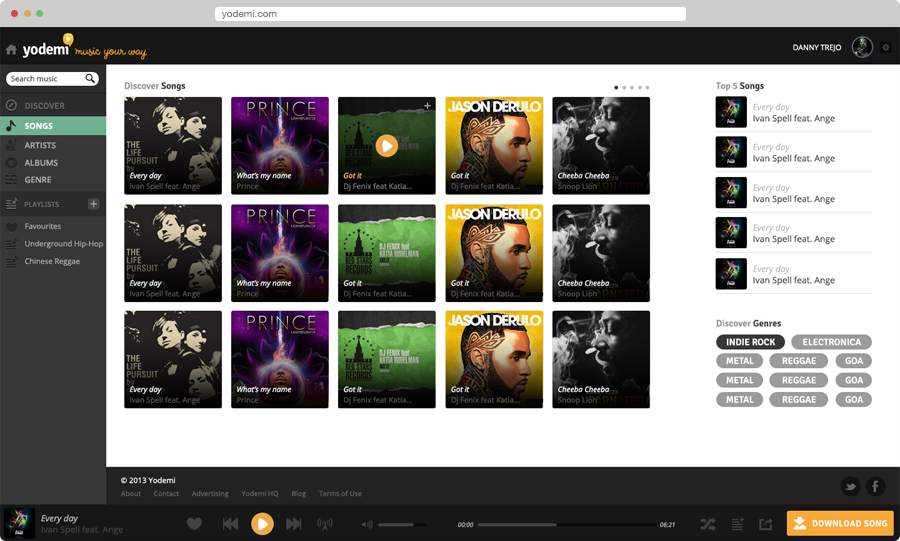 yodemi.com
yodemi music your way
DANNY TREJO
Search music
DISCOVER
SONGS
ARTISTS
ALBUMS
GENRE
PLAYLISTS
Favourites
Underground Hip-Hop
Chinese Reggae
Discover Songs
THE LIFE PURSUIT by
Every day
Ivan Spell feat. Ange
PRINCE
What's my name
Prince
Got it
Dj Fenix feat Katia...
JASON DERULO
Got it
Dj Fenix feat Katia...
Cheeba Cheeba
Snoop Lion
THE LIFE PURSUIT by
Every day
Ivan Spell feat. Ange
PRINCE
What's my name
Prince
RED STARS RECORDS
DJ FENIX feat
KATIA RUDELMAN
Got it
Dj Fenix feat Katia...
JASON DERULO
Got it
Dj Fenix feat Katia...
Cheeba Cheeba
Snoop Lion
THE LIFE PURSUIT by
Every day
Ivan Spell feat. Ange
PRINCE
What's my name
Prince
RED STARS RECORDS
DJ FENIX feat
KATIA RUDELMAN
Got it
Dj Fenix feat Katia...
JASON DERULO
Got it
Dj Fenix feat Katia...
Cheeba Cheeba
Snoop Lion
Top 5 Songs
Every day
Ivan Spell feat. Ange
Every day
Ivan Spell feat. Ange
Every day
Ivan Spell feat. Ange
Every day
Ivan Spell feat. Ange
Every day
Ivan Spell feat. Ange
Discover Genres
INDIE ROCK ELECTRONICA
METAL REGGAE GOA
METAL REGGAE GOA
METAL REGGAE GOA
© 2013 Yodemi
About Contact Advertising Yodemi HQ Blog Terms of Use
Every day
Ivan Spell feat. Ange
00:00 06:21
DOWNLOAD SONG